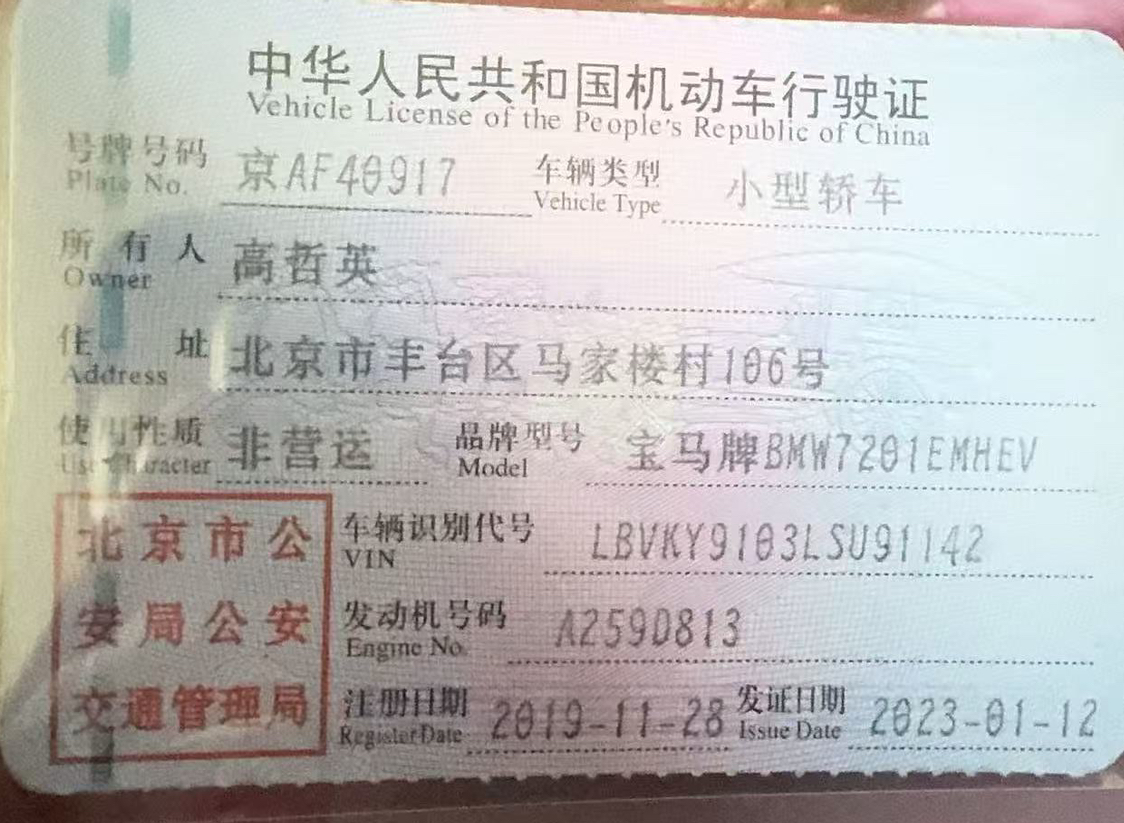 中华人民共和国机动车行驶证
Vehicle License of the People's Republic of China
号牌号码 京AF40917 车辆类型 小型轿车
Plate No. Vehicle Type
所有人 高哲英
Owner
住址 北京市丰台区马家楼村106号
Address
使用性质 非营运 品牌型号 宝马牌BMW7201EMHEV
Use Character Model
北京市公 车辆识别代号 LBVKY9103LSU91142
VIN
安局公安 发动机号码 A259D813
Engine No.
交通管理局 注册日期 2019-11-28 发证日期 2023-01-12
Register Date Issue Date